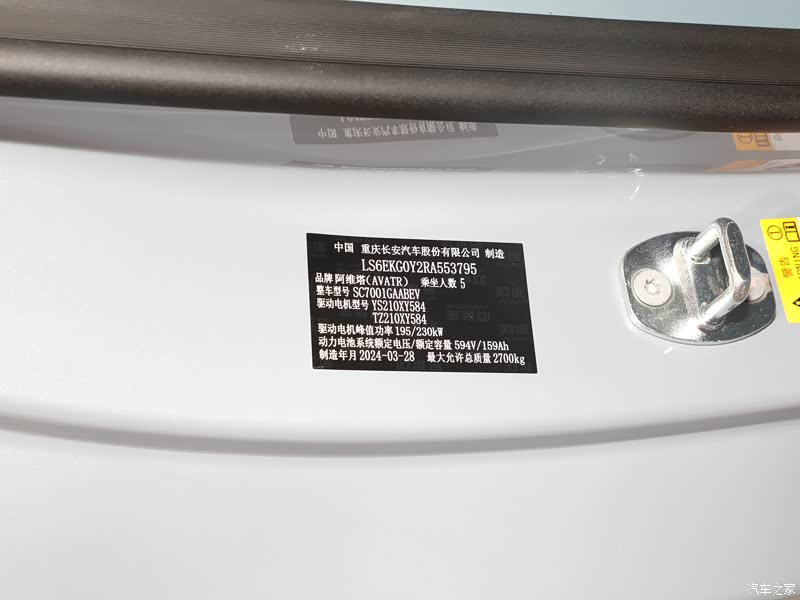 中国 重庆长安汽车股份有限公司 制造
LS6EKG0Y2RA553795
品牌 阿维塔(AVATR) 乘坐人数 5
整车型号 SC7001GAABEV
驱动电机型号 YS210XY584
TZ210XY584
驱动电机峰值功率 195/230kW
动力电池系统额定电压/额定容量 594V/159Ah
制造年月 2024-03-28 最大允许总质量 2700kg
警告
汽车之家